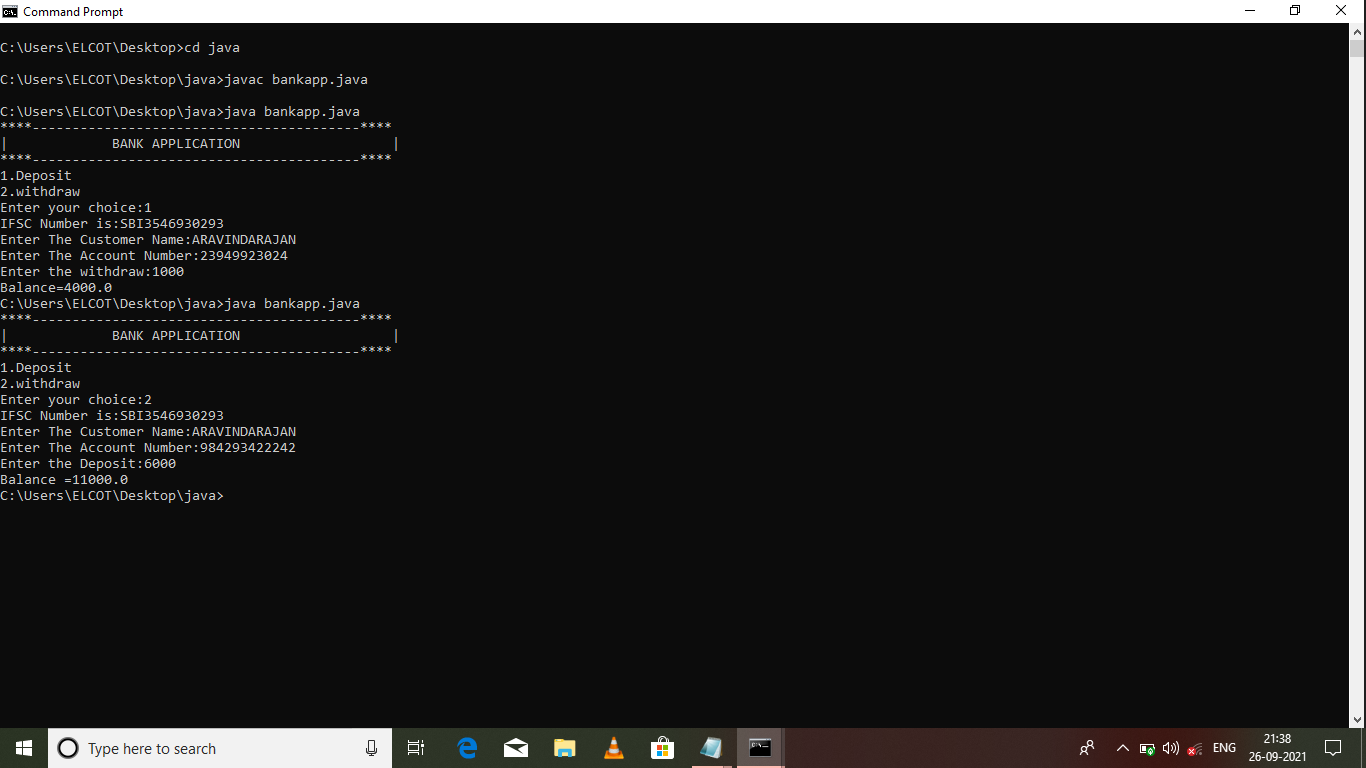 Command Prompt
C:\Users\ELCOT\Desktop>cd java
C:\Users\ELCOT\Desktop\java>javac bankapp.java
C:\Users\ELCOT\Desktop\java>java bankapp.java
****-----------------------------------------****
|             BANK APPLICATION                   |
****-----------------------------------------****
1.Deposit
2.withdraw
Enter your choice:1
IFSC Number is:SBI3546930293
Enter The Customer Name:ARAVINDARAJAN
Enter The Account Number:23949923024
Enter the withdraw:1000
Balance=4000.0
C:\Users\ELCOT\Desktop\java>java bankapp.java
****-----------------------------------------****
|             BANK APPLICATION                   |
****-----------------------------------------****
1.Deposit
2.withdraw
Enter your choice:2
IFSC Number is:SBI3546930293
Enter The Customer Name:ARAVINDARAJAN
Enter The Account Number:984293422242
Enter the Deposit:6000
Balance =11000.0
C:\Users\ELCOT\Desktop\java>
Type here to search
ENG
21:38
26-09-2021